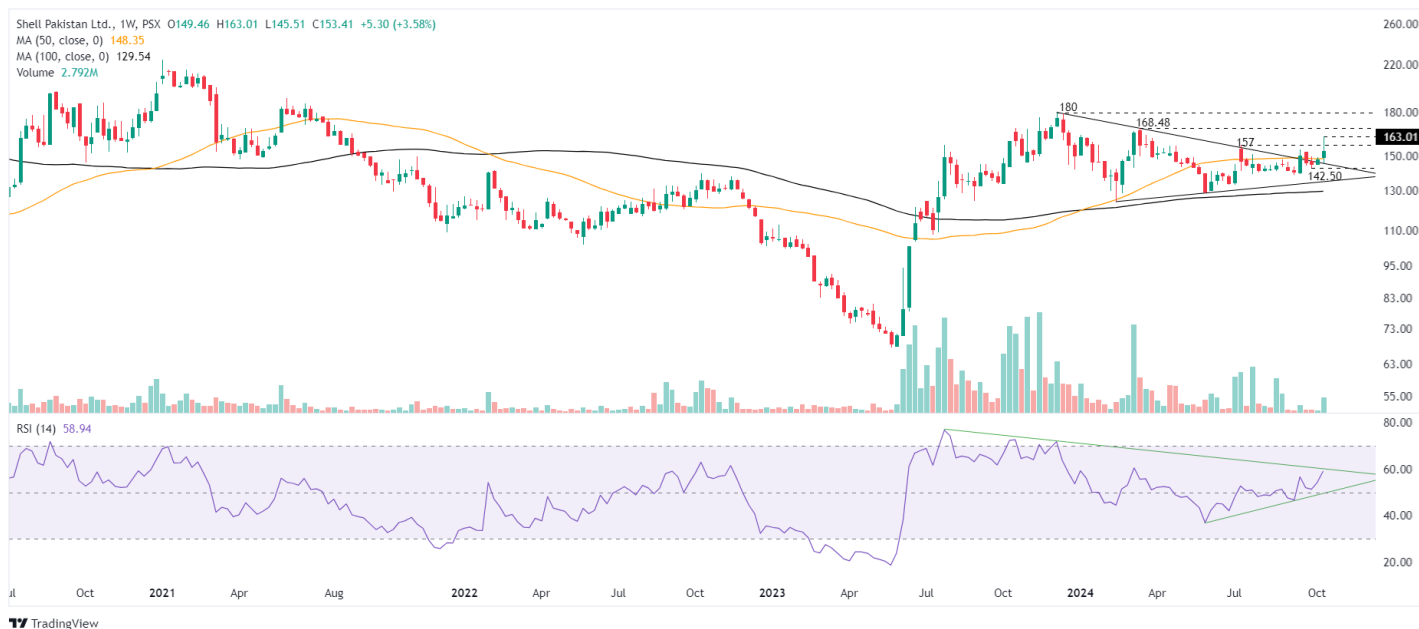 Shell Pakistan Ltd., 1W, PSX O149.46 H163.01 L145.51 C153.41 +5.30 (+3.58%)
MA (50, close, 0) 148.35
MA (100, close, 0) 129.54
Volume 2.792M
260.00
220.00
180
180.00
168.48
163.01
157
150.00
142.50
130.00
110.00
95.00
83.00
73.00
63.00
55.00
RSI (14) 58.94
80.00
60.00
40.00
20.00
Oct 2021 Apr Aug 2022 Apr Jul Oct 2023 Apr Jul Oct 2024 Apr Jul Oct
TradingView